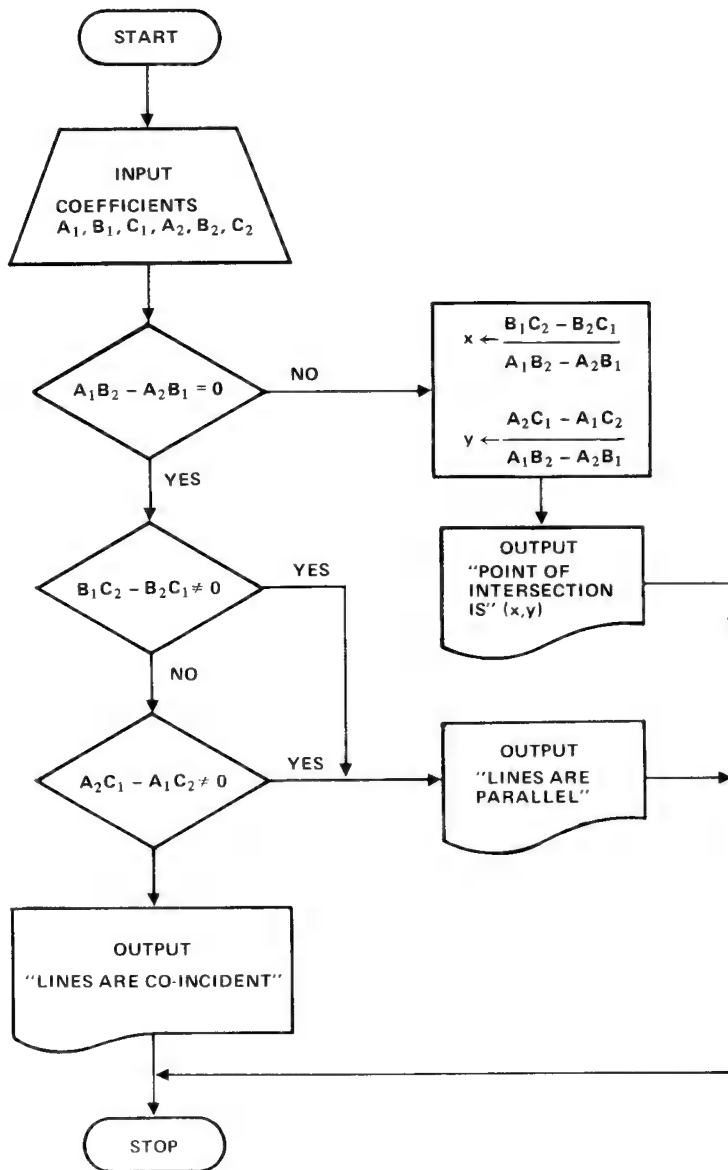 START
INPUT
COEFFICIENTS
A₁, B₁, C₁, A₂, B₂, C₂
A₁B₂ – A₂B₁ = 0
NO
x ← B₁C₂ – B₂C₁
A₁B₂ – A₂B₁
y ← A₂C₁ – A₁C₂
A₁B₂ – A₂B₁
YES
OUTPUT
"POINT OF
INTERSECTION
IS" (x,y)
B₁C₂ – B₂C₁ ≠ 0
YES
NO
A₂C₁ – A₁C₂ ≠ 0
YES
OUTPUT
"LINES ARE
PARALLEL"
OUTPUT
"LINES ARE CO-INCIDENT"
STOP